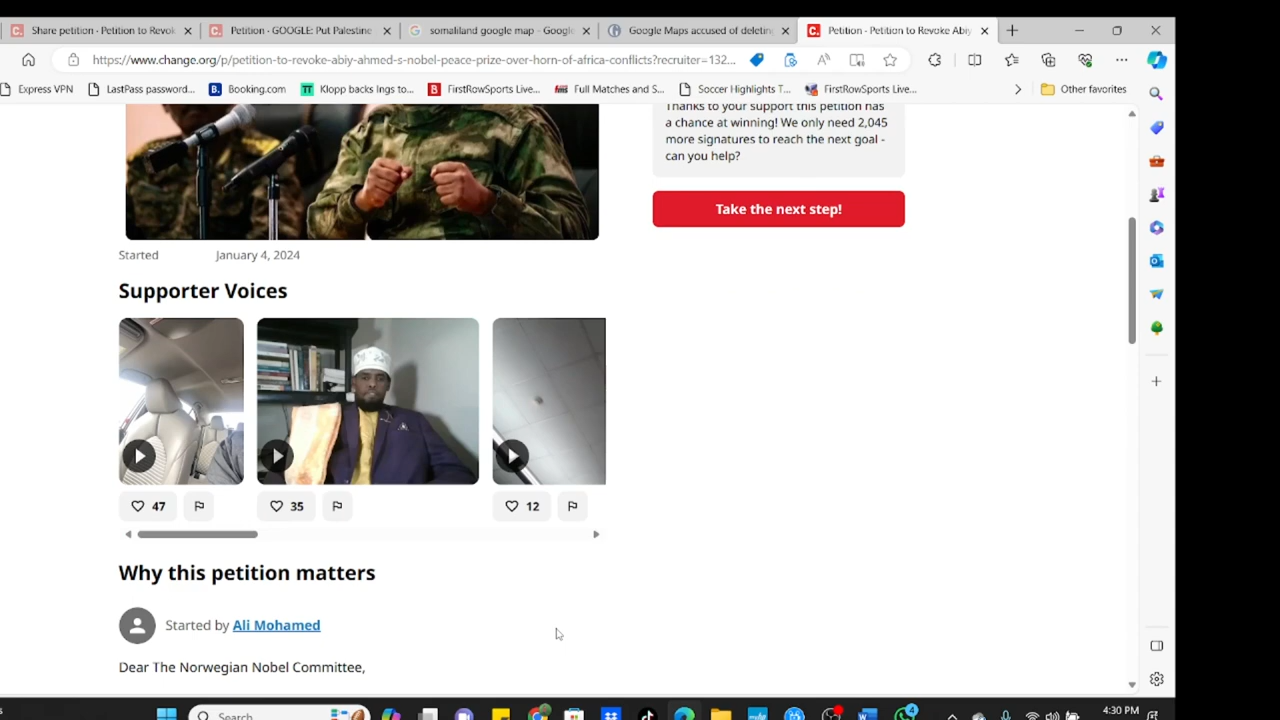 Share petition · Petition to Revok
Petition · GOOGLE: Put Palestine
somaliland google map - Google
Google Maps accused of deleting
Petition · Petition to Revoke Abiy
https://www.change.org/p/petition-to-revoke-abiy-ahmed-s-nobel-peace-prize-over-horn-of-africa-conflicts?recruiter=132...
Express VPN
LastPass password...
Booking.com
Klopp backs Ings to...
FirstRowSports Live...
Full Matches and S...
Soccer Highlights T...
FirstRowSports Live...
Other favorites
Thanks to your support this petition has
a chance at winning! We only need 2,045
more signatures to reach the next goal -
can you help?
Take the next step!
Started January 4, 2024
Supporter Voices
47
35
12
Why this petition matters
Started by Ali Mohamed
Dear The Norwegian Nobel Committee,
Search
4
4:30 PM